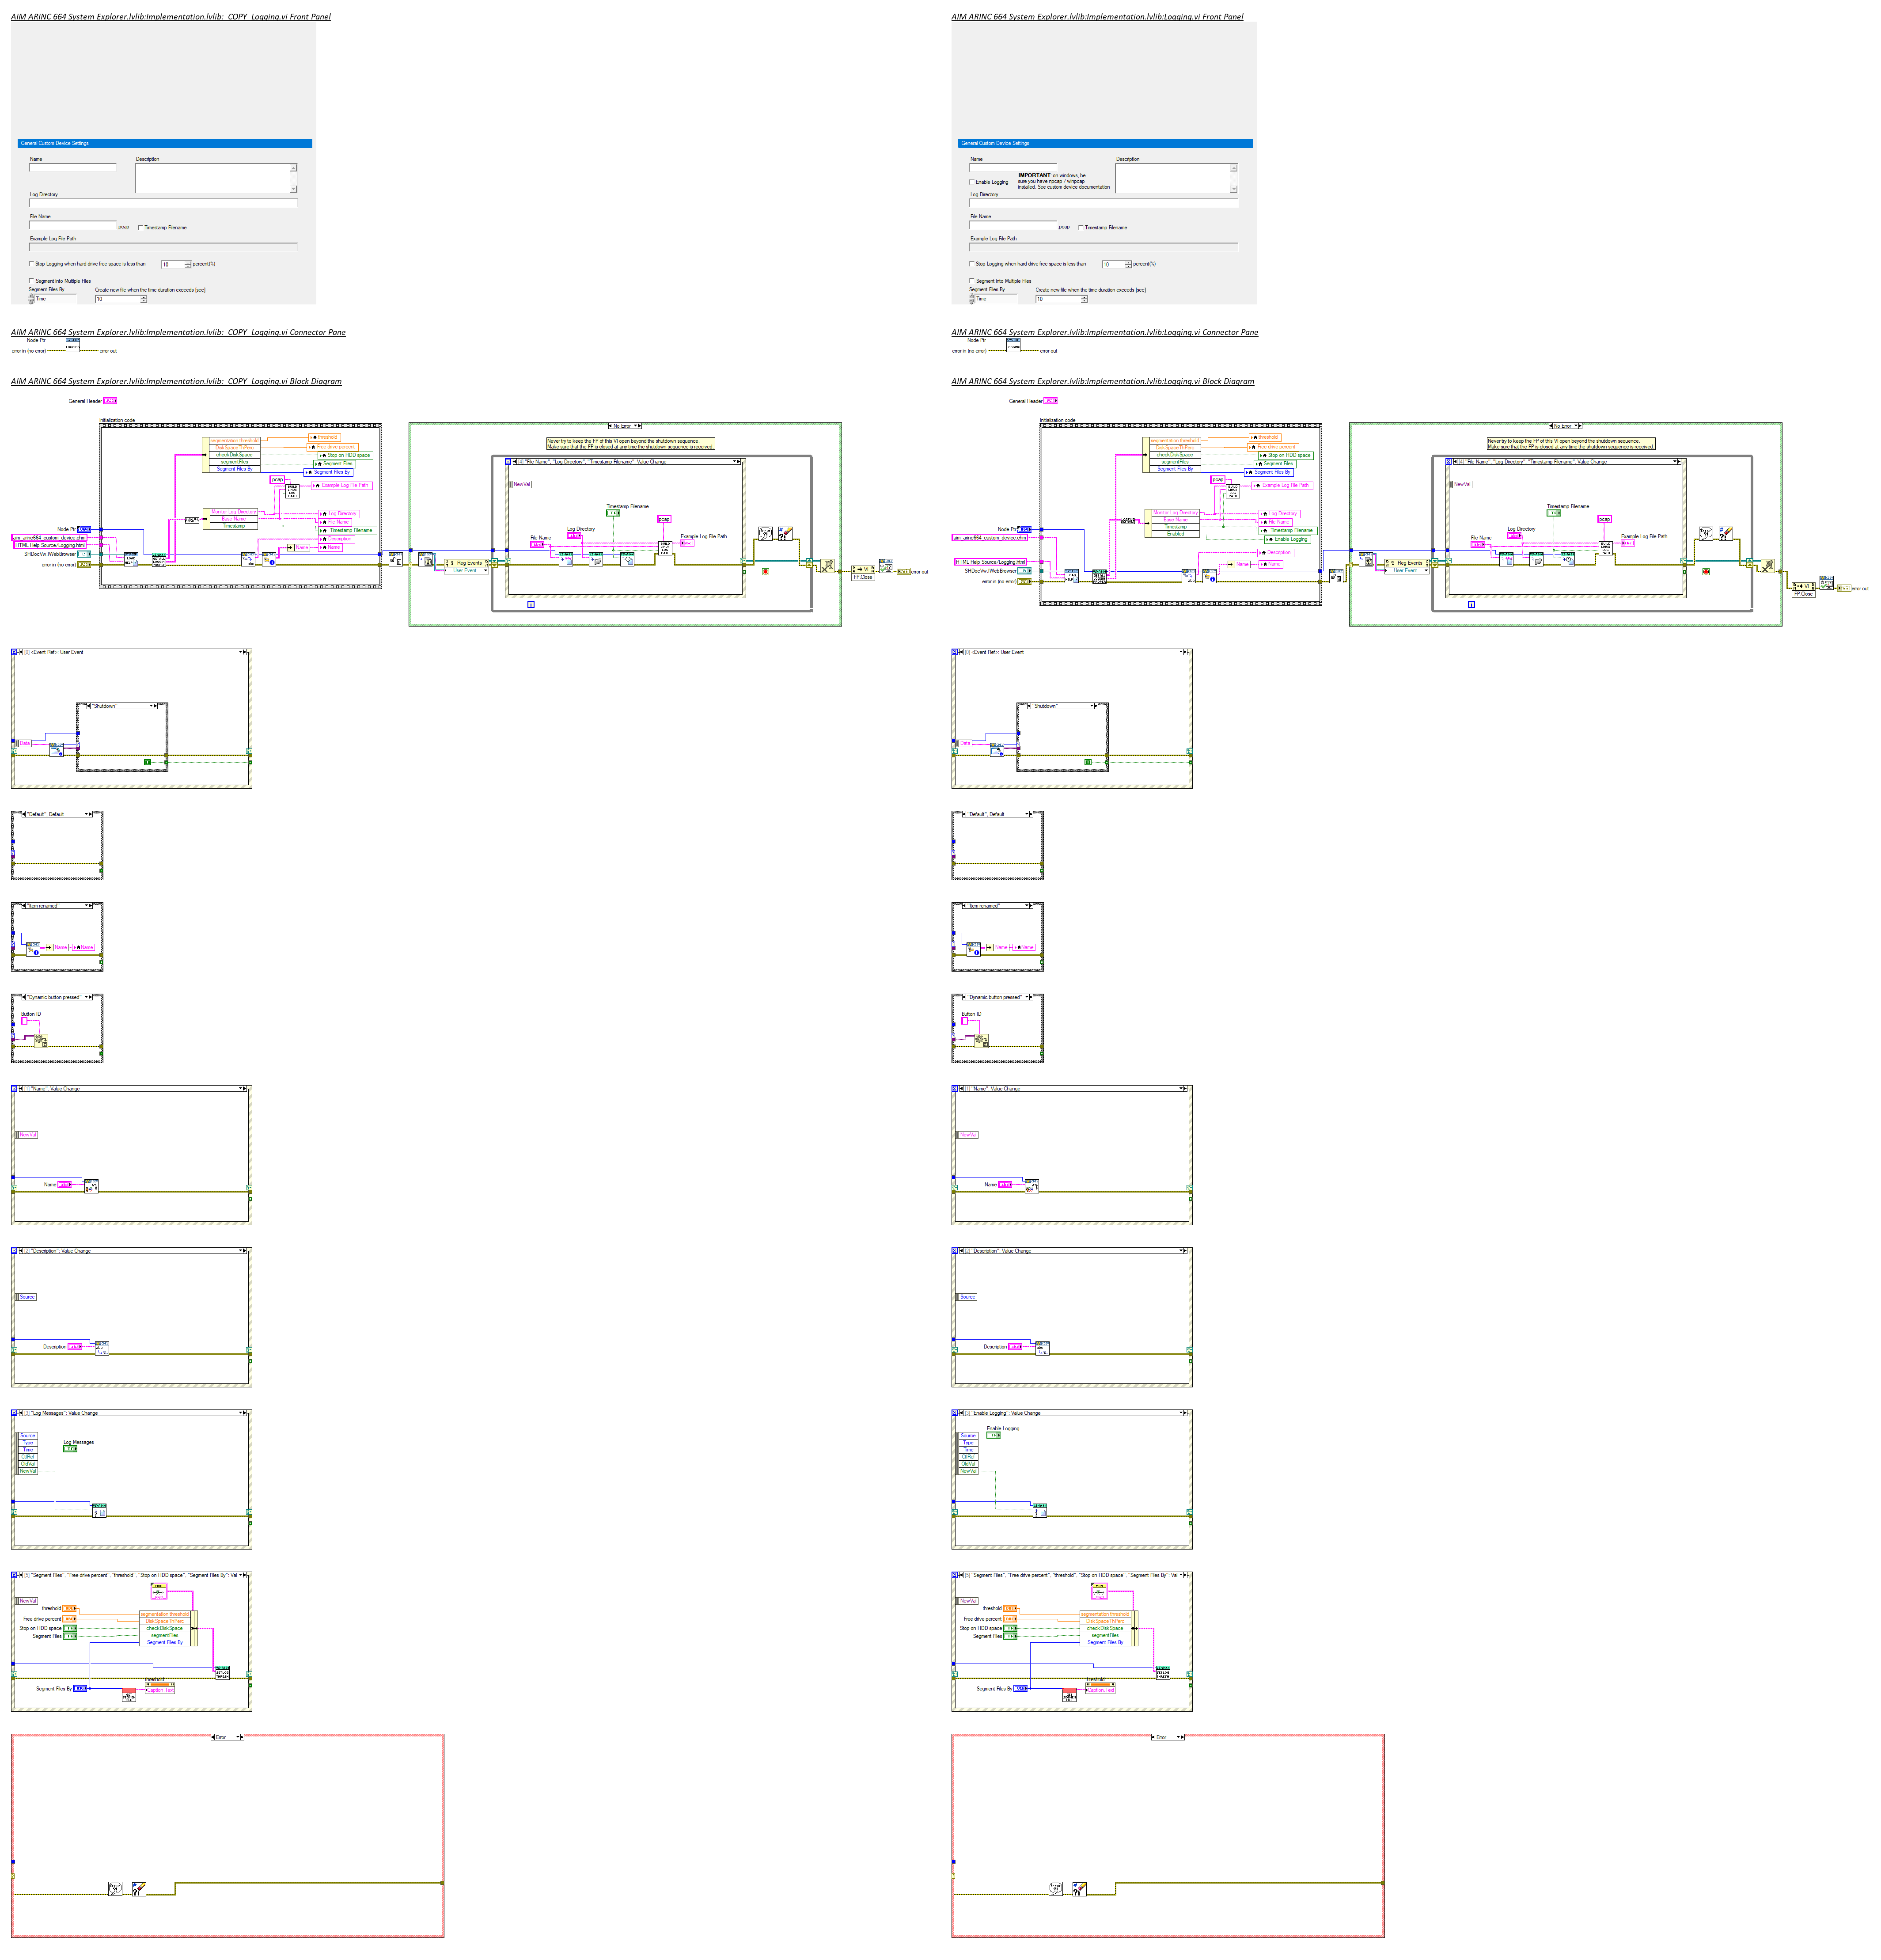 AIM ARINC 664 System Explorer.lvlib:Implementation.lvlib:_COPY_Logging.vi Front Panel
General Custom Device Settings
Name
Description
Log Directory
File Name
pcap
Timestamp Filename
Example Log File Path
Stop Logging when hard drive free space is less than
10
percent(%)
Segment into Multiple Files
Segment Files By
Create new file when the time duration exceeds [sec]
Time
10
AIM ARINC 664 System Explorer.lvlib:Implementation.lvlib:_COPY_Logging.vi Connector Pane
Node Ptr
error in (no error)
error out
AIM ARINC 664 System Explorer.lvlib:Implementation.lvlib:_COPY_Logging.vi Block Diagram
General Header
Initialization code
No Error
Never try to keep the FP of this VI open beyond the shutdown sequence.
Make sure that the FP is closed at any time the shutdown sequence is received.
segmentation threshold
DiskSpaceThPerc
checkDiskSpace
segmentFiles
Segment Files By
threshold
Free drive percent
Stop on HDD space
Segment Files
Segment Files By
pcap
BUILD
LOG
PATH
Example Log File Path
Monitor Log Directory
Base Name
Timestamp
Log Directory
File Name
Timestamp Filename
Description
Name
Name
Node Ptr
aim_arinc664_custom_device.chm
HTML Help Source/Logging.html
SHDocVw.IWebBrowser
error in (no error)
Reg Events
User Event
[4] "File Name", "Log Directory", "Timestamp Filename": Value Change
NewVal
Timestamp Filename
Log Directory
File Name
pcap
Example Log File Path
VI
FP.Close
error out
[0] <Event Ref>: User Event
"Shutdown"
Data
"Default", Default
"Item renamed"
Name
Name
"Dynamic button pressed"
Button ID
[1] "Name": Value Change
NewVal
Name
[2] "Description": Value Change
Source
Description
[3] "Log Messages": Value Change
Source
Type
Time
CtlRef
OldVal
NewVal
Log Messages
[5] "Segment Files", "Free drive percent", "threshold", "Stop on HDD space", "Segment Files By": Val
NewVal
threshold
Free drive percent
Stop on HDD space
Segment Files
segmentation threshold
DiskSpaceThPerc
checkDiskSpace
segmentFiles
Segment Files By
Segment Files By
threshold
Caption.Text
Error
AIM ARINC 664 System Explorer.lvlib:Implementation.lvlib:Logging.vi Front Panel
General Custom Device Settings
Name
Description
Enable Logging
IMPORTANT: on windows, be
sure you have npcap / winpcap
installed. See custom device documentation
Log Directory
File Name
pcap
Timestamp Filename
Example Log File Path
Stop Logging when hard drive free space is less than
10
percent(%)
Segment into Multiple Files
Segment Files By
Create new file when the time duration exceeds [sec]
Time
10
AIM ARINC 664 System Explorer.lvlib:Implementation.lvlib:Logging.vi Connector Pane
Node Ptr
error in (no error)
error out
AIM ARINC 664 System Explorer.lvlib:Implementation.lvlib:Logging.vi Block Diagram
General Header
Initialization code
No Error
Never try to keep the FP of this VI open beyond the shutdown sequence.
Make sure that the FP is closed at any time the shutdown sequence is received.
segmentation threshold
DiskSpaceThPerc
checkDiskSpace
segmentFiles
Segment Files By
threshold
Free drive percent
Stop on HDD space
Segment Files
Segment Files By
pcap
Example Log File Path
Monitor Log Directory
Base Name
Timestamp
Enabled
Log Directory
File Name
Timestamp Filename
Enable Logging
Description
Name
Name
Node Ptr
aim_arinc664_custom_device.chm
HTML Help Source/Logging.html
SHDocVw.IWebBrowser
error in (no error)
Reg Events
User Event
[4] "File Name", "Log Directory", "Timestamp Filename": Value Change
NewVal
Timestamp Filename
Log Directory
File Name
pcap
Example Log File Path
VI
FP.Close
error out
[0] <Event Ref>: User Event
"Shutdown"
Data
"Default", Default
"Item renamed"
Name
Name
"Dynamic button pressed"
Button ID
[1] "Name": Value Change
NewVal
Name
[2] "Description": Value Change
Source
Description
[3] "Enable Logging": Value Change
Source
Type
Time
CtlRef
OldVal
NewVal
Enable Logging
[5] "Segment Files", "Free drive percent", "threshold", "Stop on HDD space", "Segment Files By": Val
NewVal
threshold
Free drive percent
Stop on HDD space
Segment Files
segmentation threshold
DiskSpaceThPerc
checkDiskSpace
segmentFiles
Segment Files By
Segment Files By
threshold
Caption.Text
Error